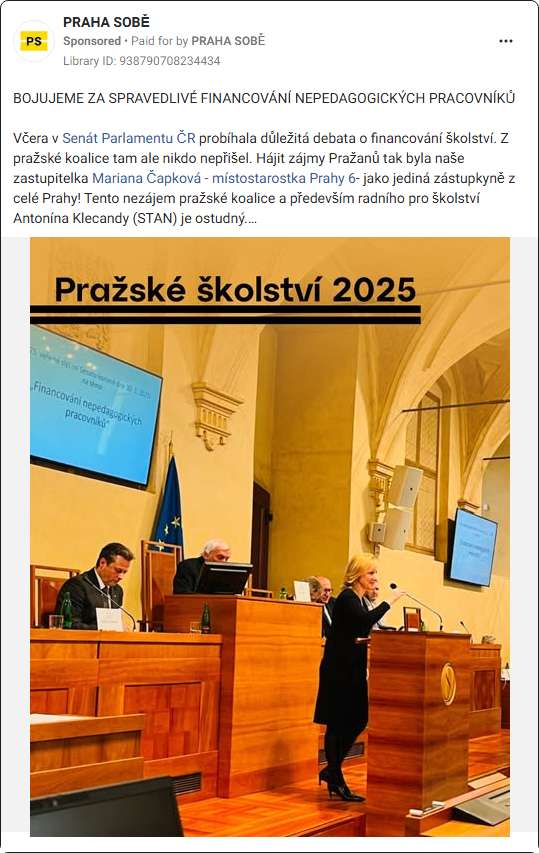 PRAHA SOBĚ
PS
Sponsored • Paid for by PRAHA SOBĚ
Library ID: 938790708234434
BOJUJEME ZA SPRAVEDLIVÉ FINANCOVÁNÍ NEPEDAGOGICKÝCH PRACOVNÍKŮ
Včera v Senát Parlamentu ČR probíhala důležitá debata o financování školství. Z
pražské koalice tam ale nikdo nepřišel. Hájit zájmy Pražanů tak byla naše
zastupitelka Mariana Čapková - místostarostka Prahy 6- jako jediná zástupkyně z
celé Prahy! Tento nezájem pražské koalice a především radního pro školství
Antonína Klecandy (STAN) je ostudný....
Pražské školství 2025
na téma
„Financování nepedagogických
pracovníků“